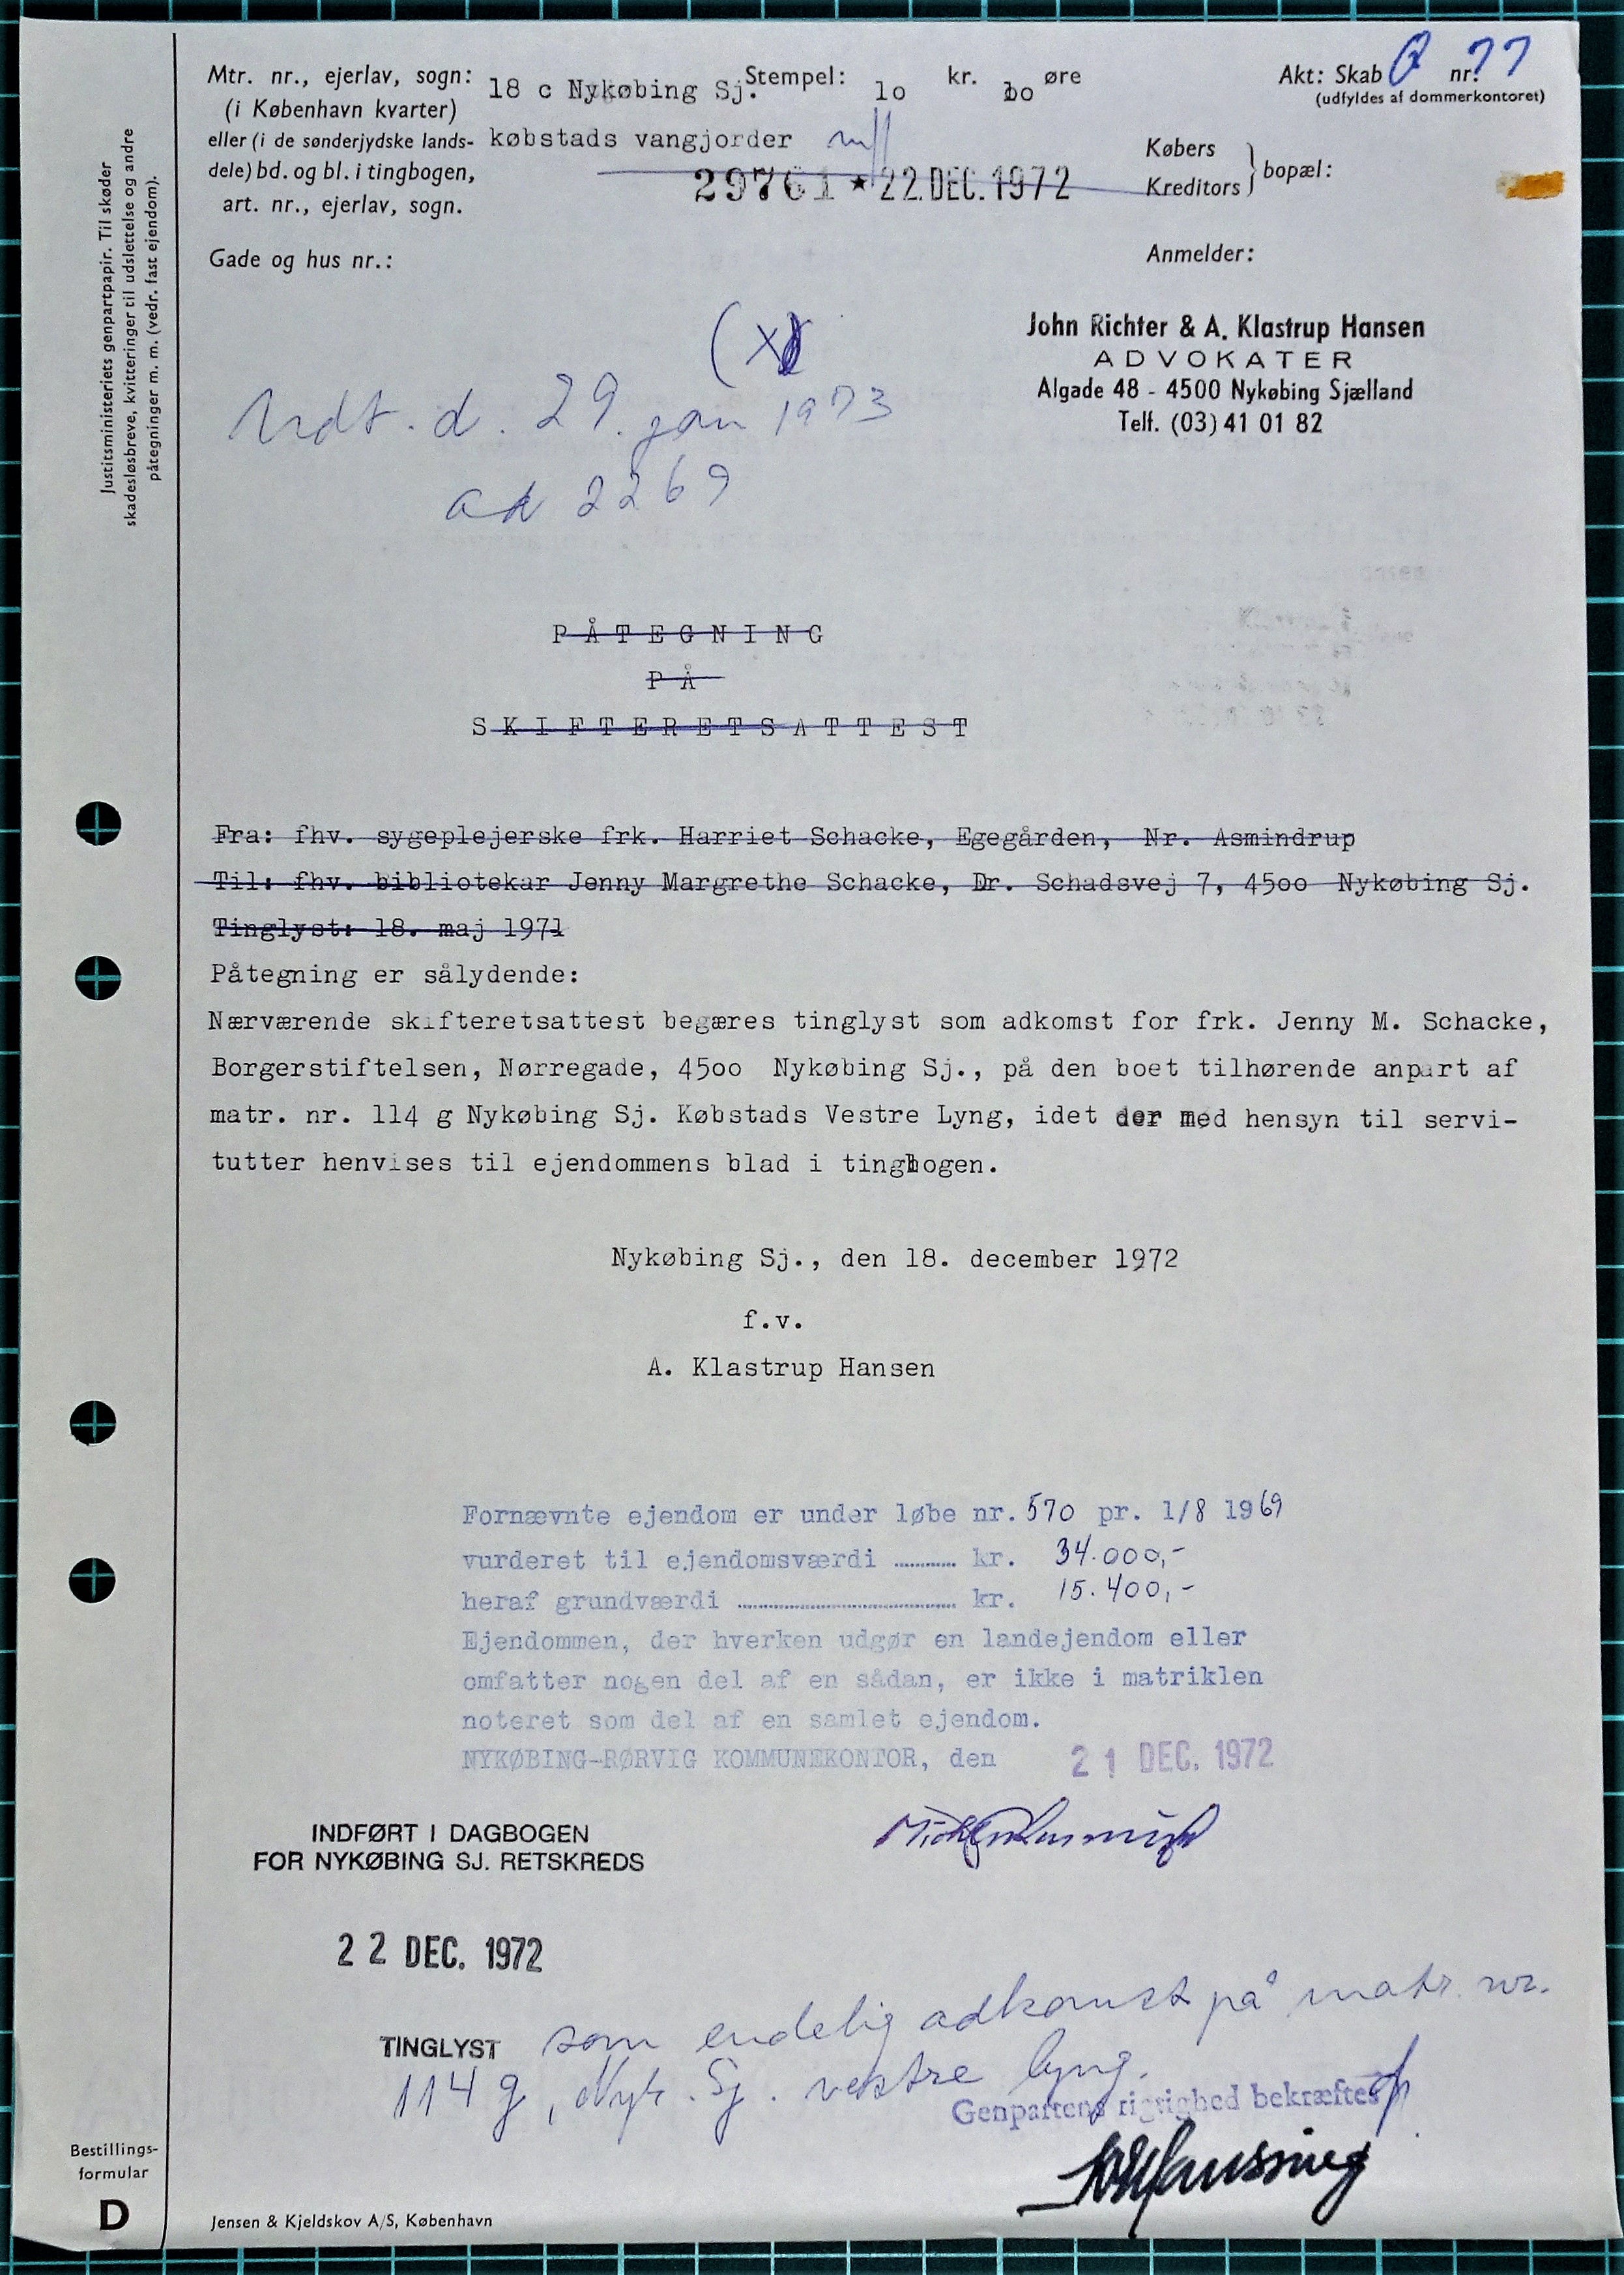 Mtr. nr., ejerlav, sogn: 18 c Nykøbing Sj. Stempel: lo kr. oo øre Akt: Skab Q nr. 77
(i København kvarter) (udfyldes af dommerkontoret)
eller (i de sønderjydske lands- købstads vangjorder
dele) bd. og bl. i tingbogen,
art. nr., ejerlav, sogn.
29761 ★ 22. DEC. 1972
Købers
Kreditors } bopæl:
Gade og hus nr.:
Anmelder:
John Richter & A. Klastrup Hansen
ADVOKATER
Algade 48 - 4500 Nykøbing Sjælland
Telf. (03) 41 01 82
Justitsministeriets genpartpapir. Til skøder
skadesløsbreve, kvitteringer til udslettelse og andre
påtegninger m. m. (vedr. fast ejendom).
(x)
Udt. d. 29. jan 1973
ad 2269
PÅTEGNING
PÅ
SKIFTERETSATTEST
Fra: fhv. sygeplejerske frk. Harriet Schacke, Egegården, Nr. Asmindrup
Til: fhv. bibliotekar Jenny Margrethe Schacke, Dr. Schadsvej 7, 45oo Nykøbing Sj.
Tinglyst: 18. maj 1971
Påtegning er sålydende:
Nærværende skifteretsattest begæres tinglyst som adkomst for frk. Jenny M. Schacke,
Borgerstiftelsen, Nørregade, 45oo Nykøbing Sj., på den boet tilhørende anpart af
matr. nr. 114 g Nykøbing Sj. Købstads Vestre Lyng, idet der med hensyn til servi-
tutter henvises til ejendommens blad i tingbogen.
Nykøbing Sj., den 18. december 1972
f.v.
A. Klastrup Hansen
Fornævnte ejendom er under løbe nr. 570 pr. 1/8 1969
vurderet til ejendomsværdi ........... kr. 34.000,-
heraf grundværdi ........................................ kr. 15.400,-
Ejendommen, der hverken udgør en landejendom eller
omfatter nogen del af en sådan, er ikke i matriklen
noteret som del af en samlet ejendom.
NYKØBING-RØRVIG KOMMUNEKONTOR, den 21 DEC. 1972
INDFØRT I DAGBOGEN
FOR NYKØBING SJ. RETSKREDS
22 DEC. 1972
TINGLYST som endelig adkomst på matr. nr.
114 g, Nyk. Sj. vestre lyng.
Genpartens rigtighed bekræftes
Bestillings-
formular
D
Jensen & Kjeldskov A/S, København